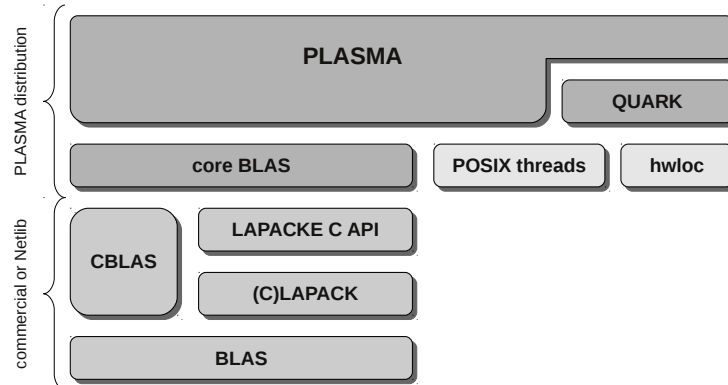 PLASMA distribution
PLASMA
QUARK
core BLAS
POSIX threads
hwloc
commercial or Netlib
CBLAS
LAPACKE C API
(C)LAPACK
BLAS